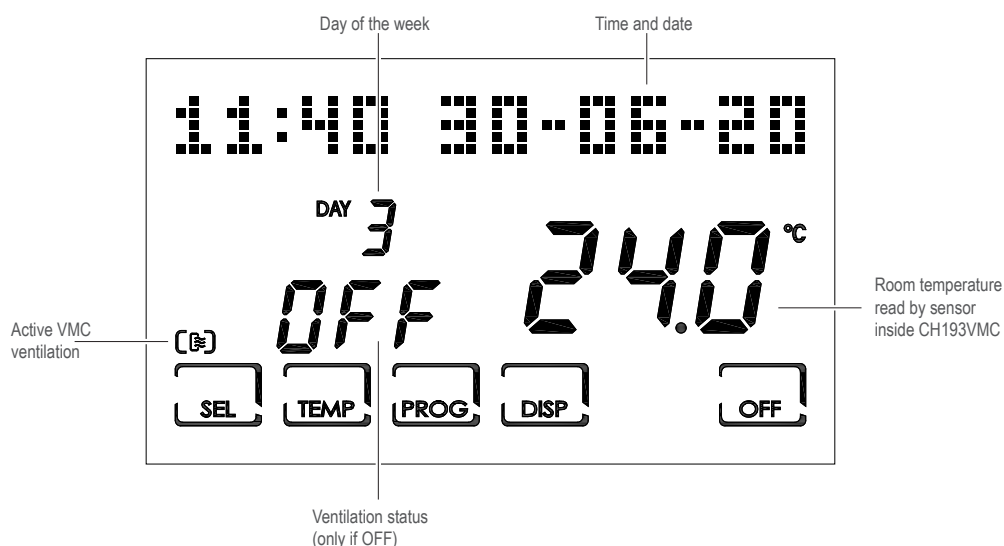 Day of the week
Time and date
11:40 30-06-20
DAY 3
24.0 °C
OFF
Room temperature
read by sensor
inside CH193VMC
Active VMC
ventilation
SEL
TEMP
PROG
DISP
OFF
Ventilation status
(only if OFF)